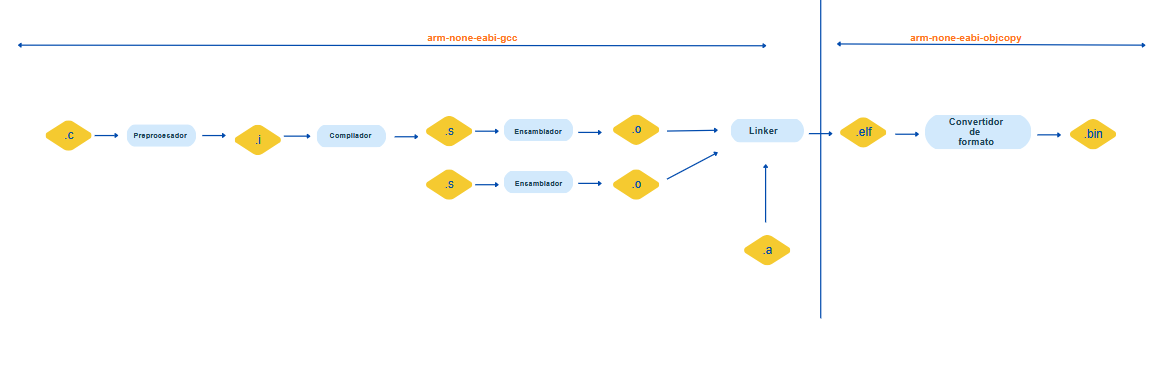 arm-none-eabi-gcc
arm-none-eabi-objcopy
.c
Preprocesador
.i
Compilador
.s
Ensamblador
.o
Linker
.elf
Convertidor
de
formato
.bin
.s
Ensamblador
.o
.a